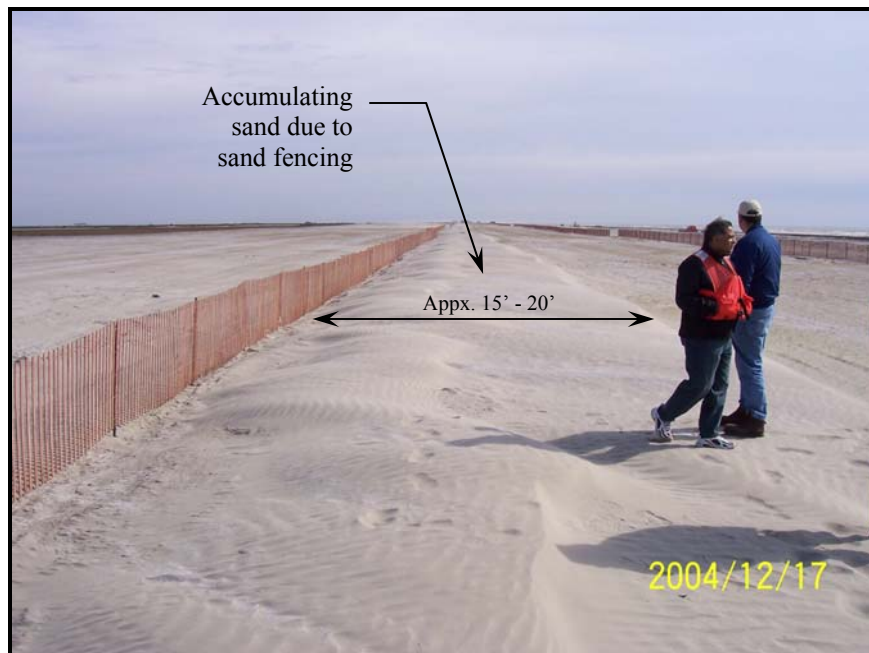 Accumulating
sand due to
sand fencing
Appx. 15’ - 20’
2004/12/17